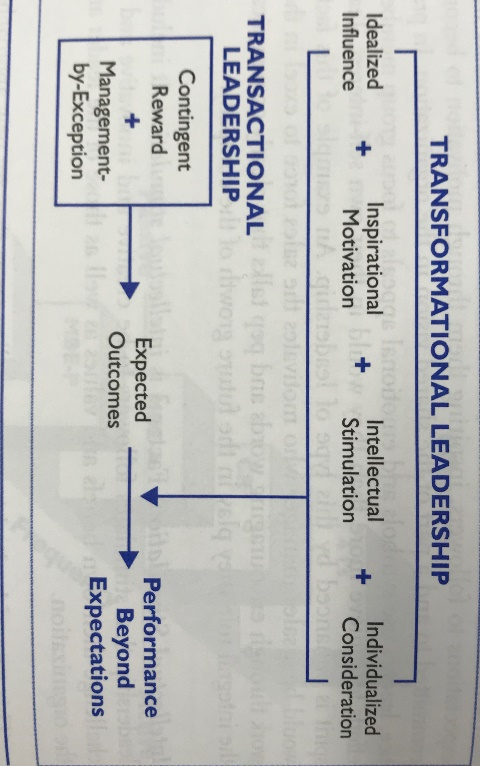 TRANSFORMATIONAL LEADERSHIP
Idealized
Influence
+
Inspirational
Motivation
+
Intellectual
Stimulation
+
Individualized
Consideration
TRANSACTIONAL
LEADERSHIP
Contingent
Reward
+
Management-
by-Exception
Expected
Outcomes
Performance
Beyond
Expectations